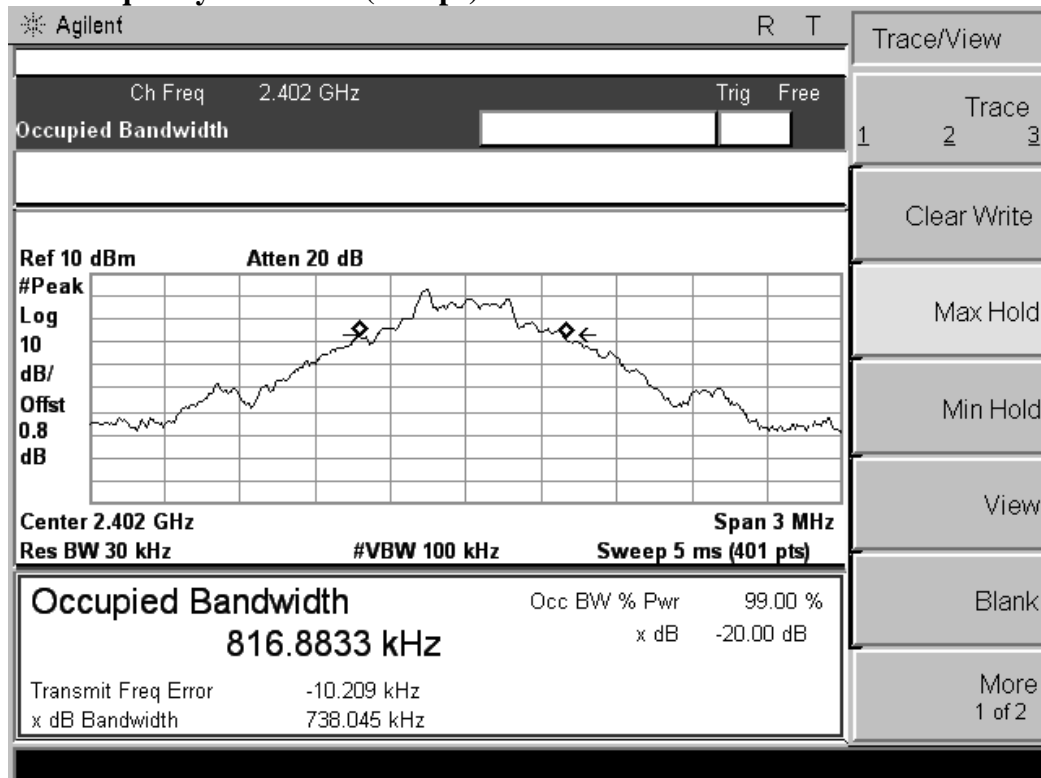 Agilent R T
Trace/View
Ch Freq 2.402 GHz Trig Free
Occupied Bandwidth
Trace
1 2 3
Clear Write
Ref 10 dBm Atten 20 dB
#Peak
Log
10
dB/
Offst
0.8
dB
Max Hold
Min Hold
Center 2.402 GHz Span 3 MHz
Res BW 30 kHz #VBW 100 kHz Sweep 5 ms (401 pts)
View
Occupied Bandwidth Occ BW % Pwr 99.00 %
816.8833 kHz x dB -20.00 dB
Transmit Freq Error -10.209 kHz
x dB Bandwidth 738.045 kHz
Blank
More
1 of 2